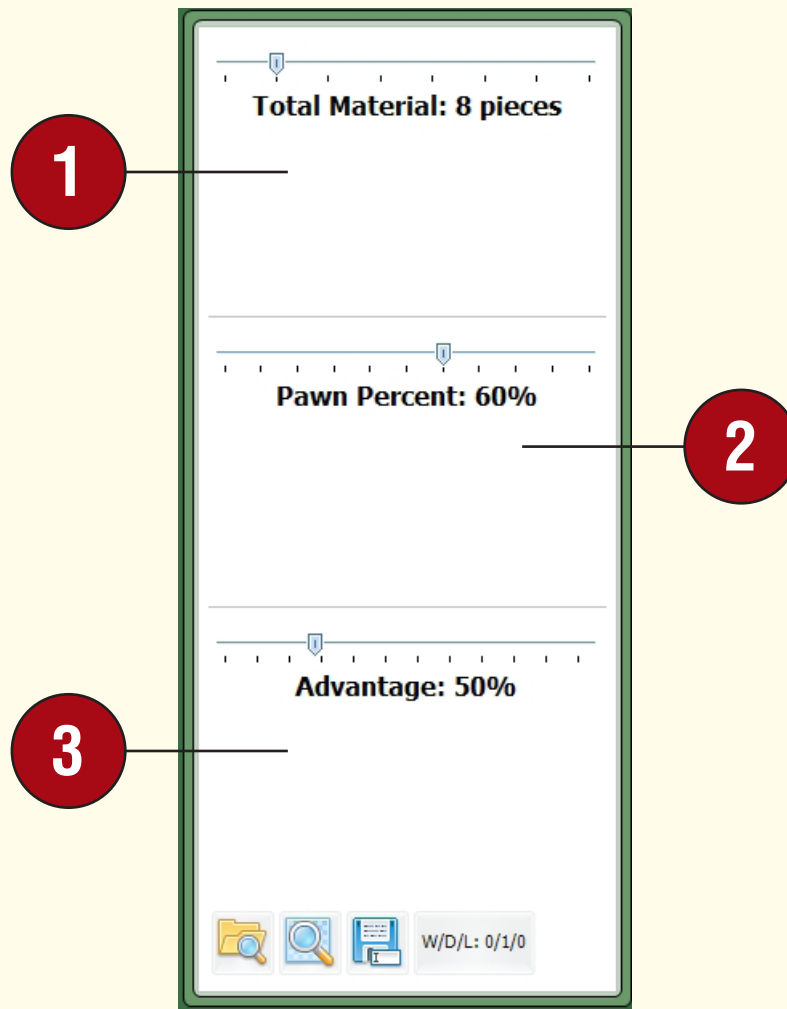 Total Material: 8 pieces
1
Pawn Percent: 60%
2
Advantage: 50%
3
W/D/L: 0/1/0